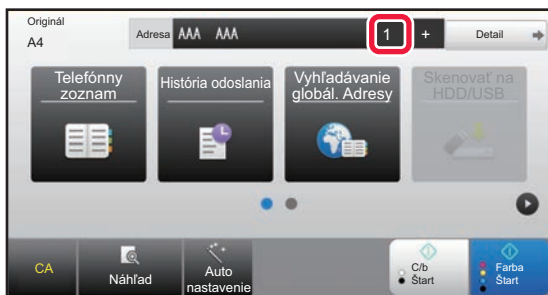 Originál
A4
Adresa AAA AAA 1 + Detail
Telefónny
zoznam
História odoslania
Vyhľadávanie
globál. Adresy
Skenovať na
HDD/USB
CA
Náhľad
Auto
nastavenie
C/b
Štart
Farba
Štart